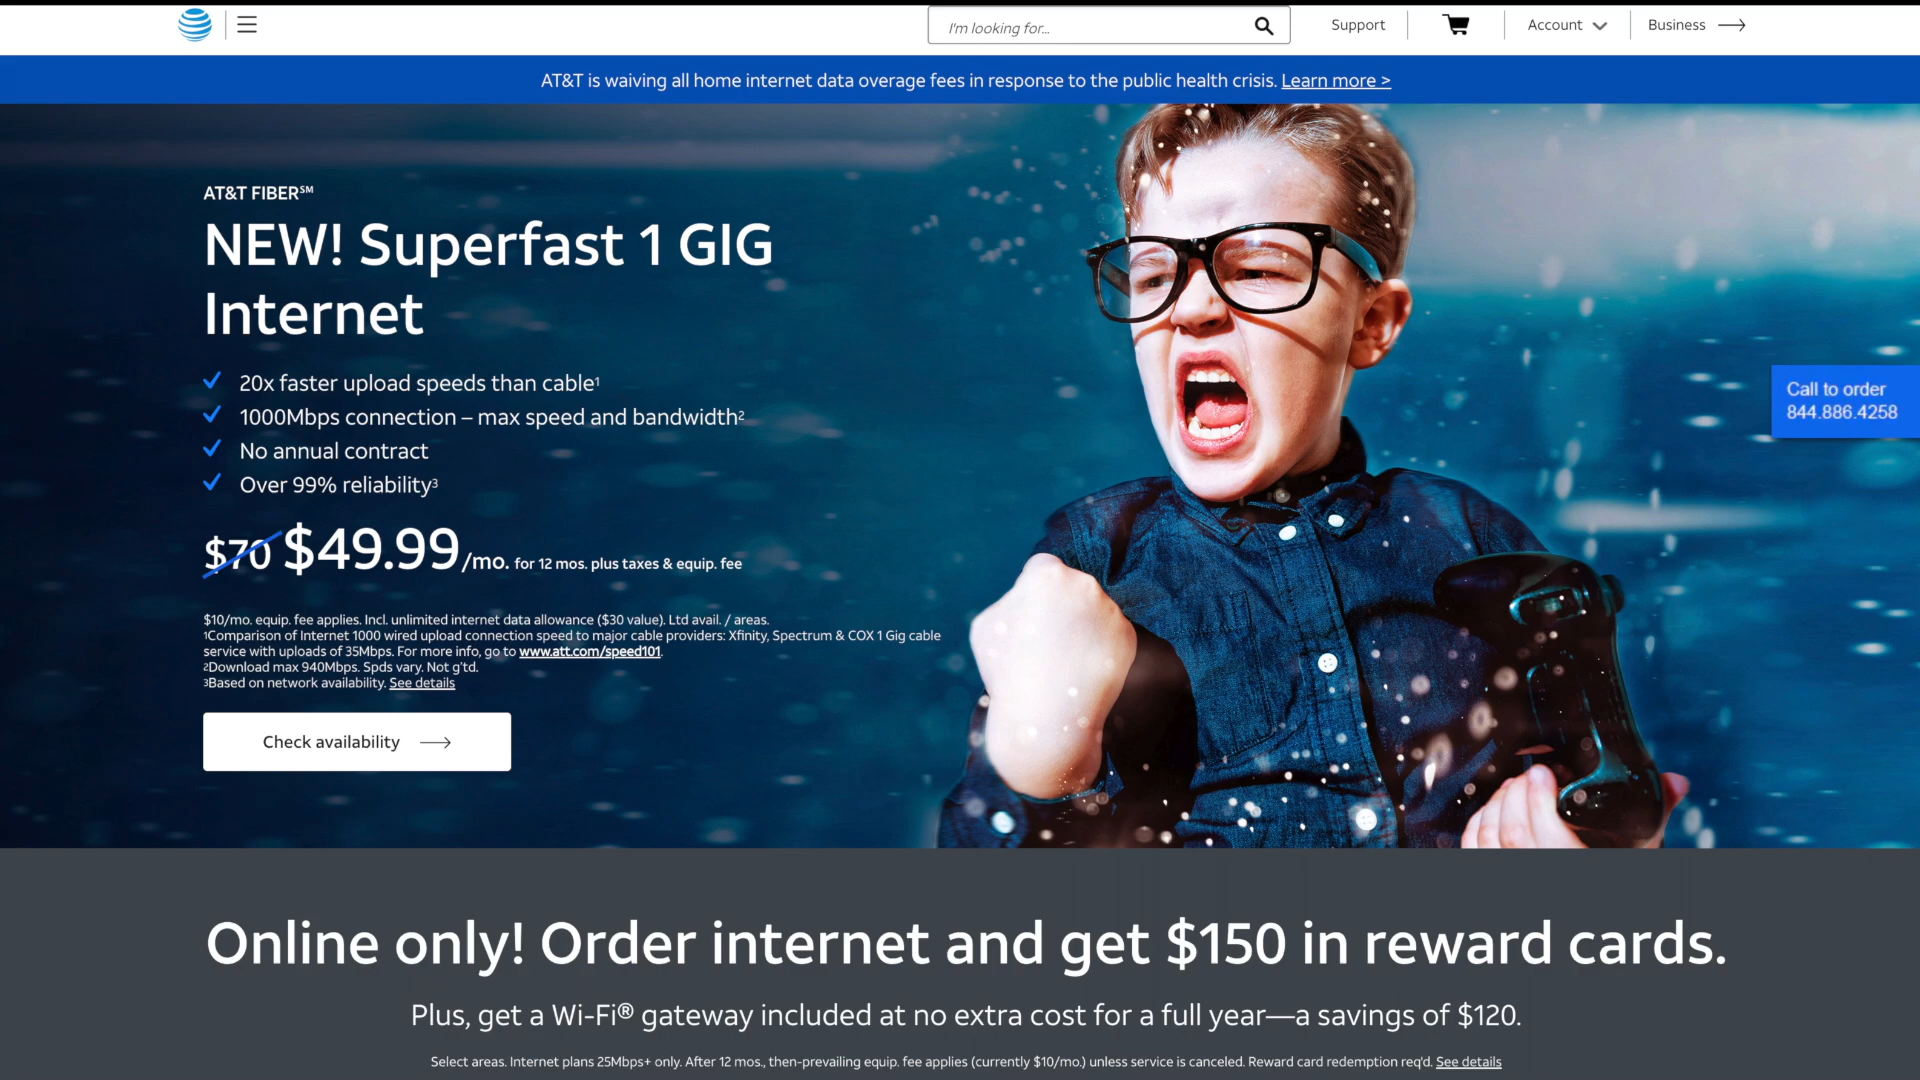 I'm looking for...
Support
Account
Business
AT&T is waiving all home internet data overage fees in response to the public health crisis. Learn more >
AT&T FIBER℠
NEW! Superfast 1 GIG
Internet
20x faster upload speeds than cable¹
1000Mbps connection – max speed and bandwidth²
No annual contract
Over 99% reliability³
$70 $49.99/mo. for 12 mos. plus taxes & equip. fee
$10/mo. equip. fee applies. Incl. unlimited internet data allowance ($30 value). Ltd avail. / areas.
¹Comparison of Internet 1000 wired upload connection speed to major cable providers: Xfinity, Spectrum & COX 1 Gig cable
service with uploads of 35Mbps. For more info, go to www.att.com/speed101.
²Download max 940Mbps. Spds vary. Not g'td.
³Based on network availability. See details
Check availability
Call to order
844.886.4258
Online only! Order internet and get $150 in reward cards.
Plus, get a Wi-Fi® gateway included at no extra cost for a full year—a savings of $120.
Select areas. Internet plans 25Mbps+ only. After 12 mos., then-prevailing equip. fee applies (currently $10/mo.) unless service is canceled. Reward card redemption req'd. See details